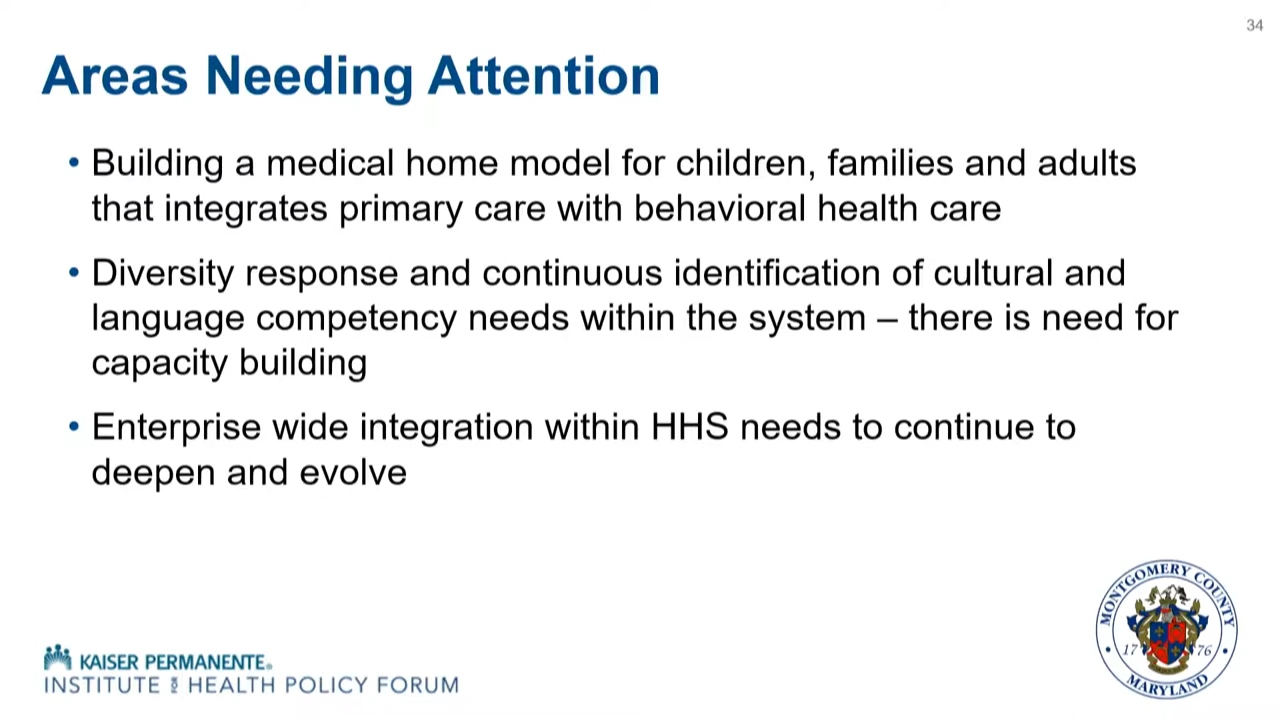 34
Areas Needing Attention
• Building a medical home model for children, families and adults
that integrates primary care with behavioral health care
• Diversity response and continuous identification of cultural and
language competency needs within the system – there is need for
capacity building
• Enterprise wide integration within HHS needs to continue to
deepen and evolve
KAISER PERMANENTE®
INSTITUTE for HEALTH POLICY FORUM
MONTGOMERY COUNTY
17 76
MARYLAND